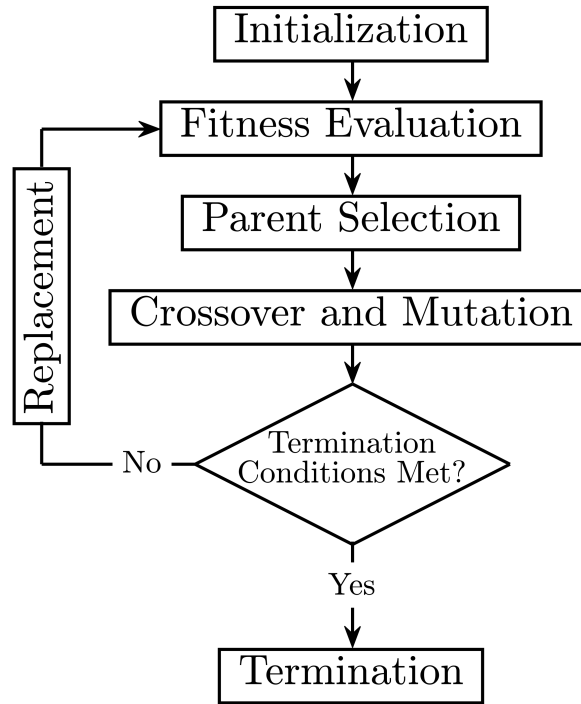 Initialization
Fitness Evaluation
Parent Selection
Crossover and Mutation
Replacement
Termination
Conditions Met?
No
Yes
Termination